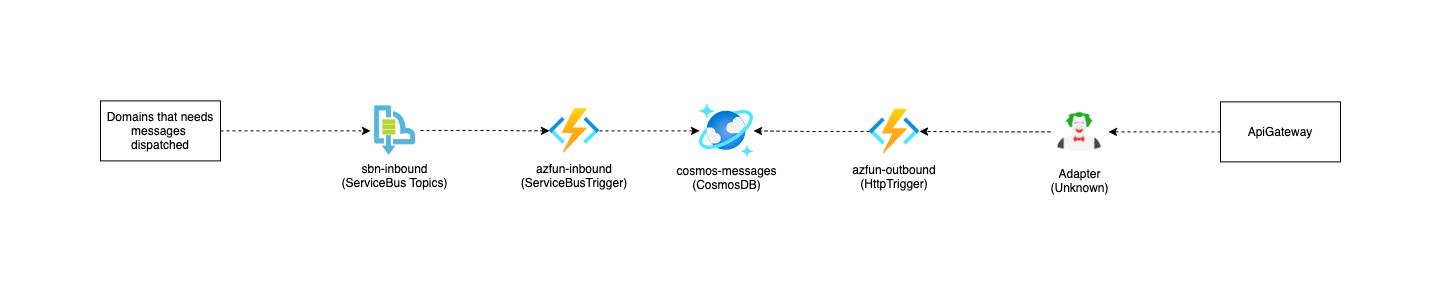 Domains that needs
messages
dispatched
sbn-inbound
(ServiceBus Topics)
azfun-inbound
(ServiceBusTrigger)
cosmos-messages
(CosmosDB)
azfun-outbound
(HttpTrigger)
Adapter
(Unknown)
ApiGateway